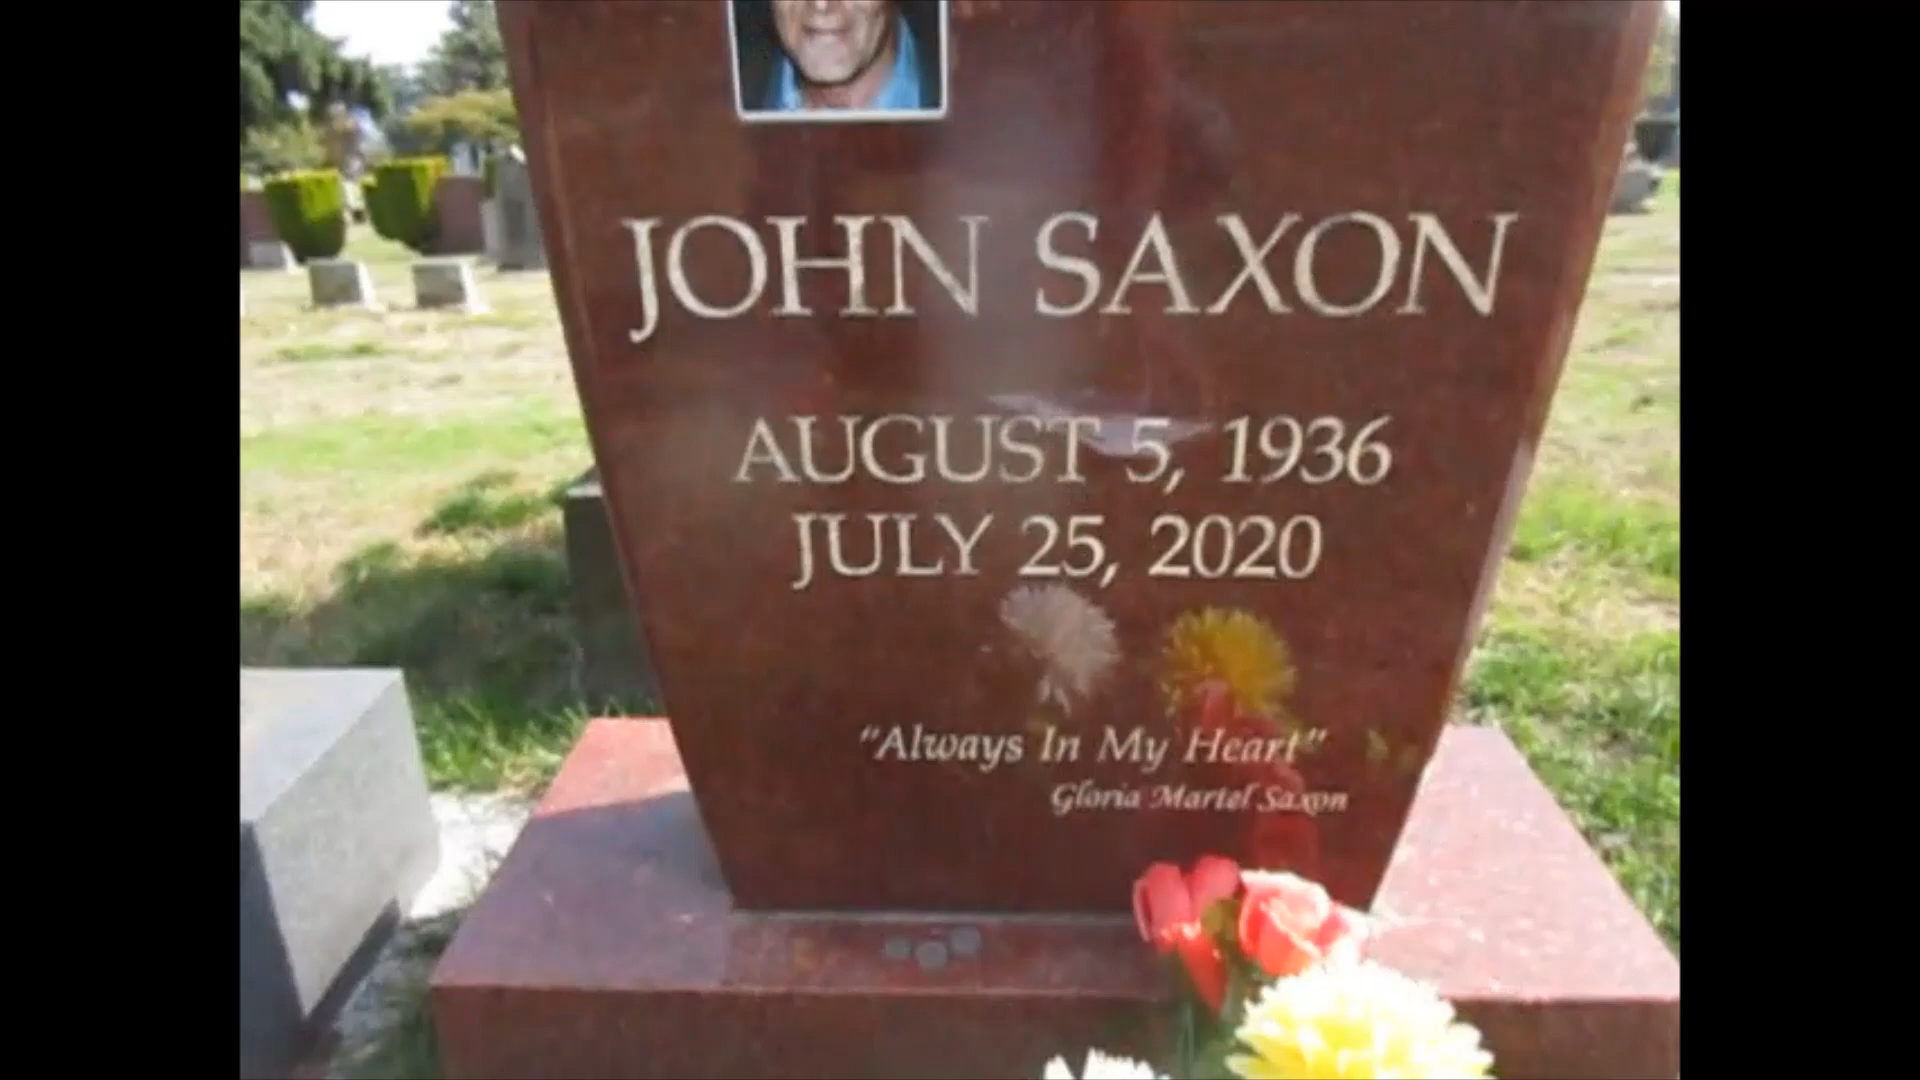 JOHN SAXON
AUGUST 5, 1936
JULY 25, 2020
"Always In My Heart"
Gloria Martel Saxon